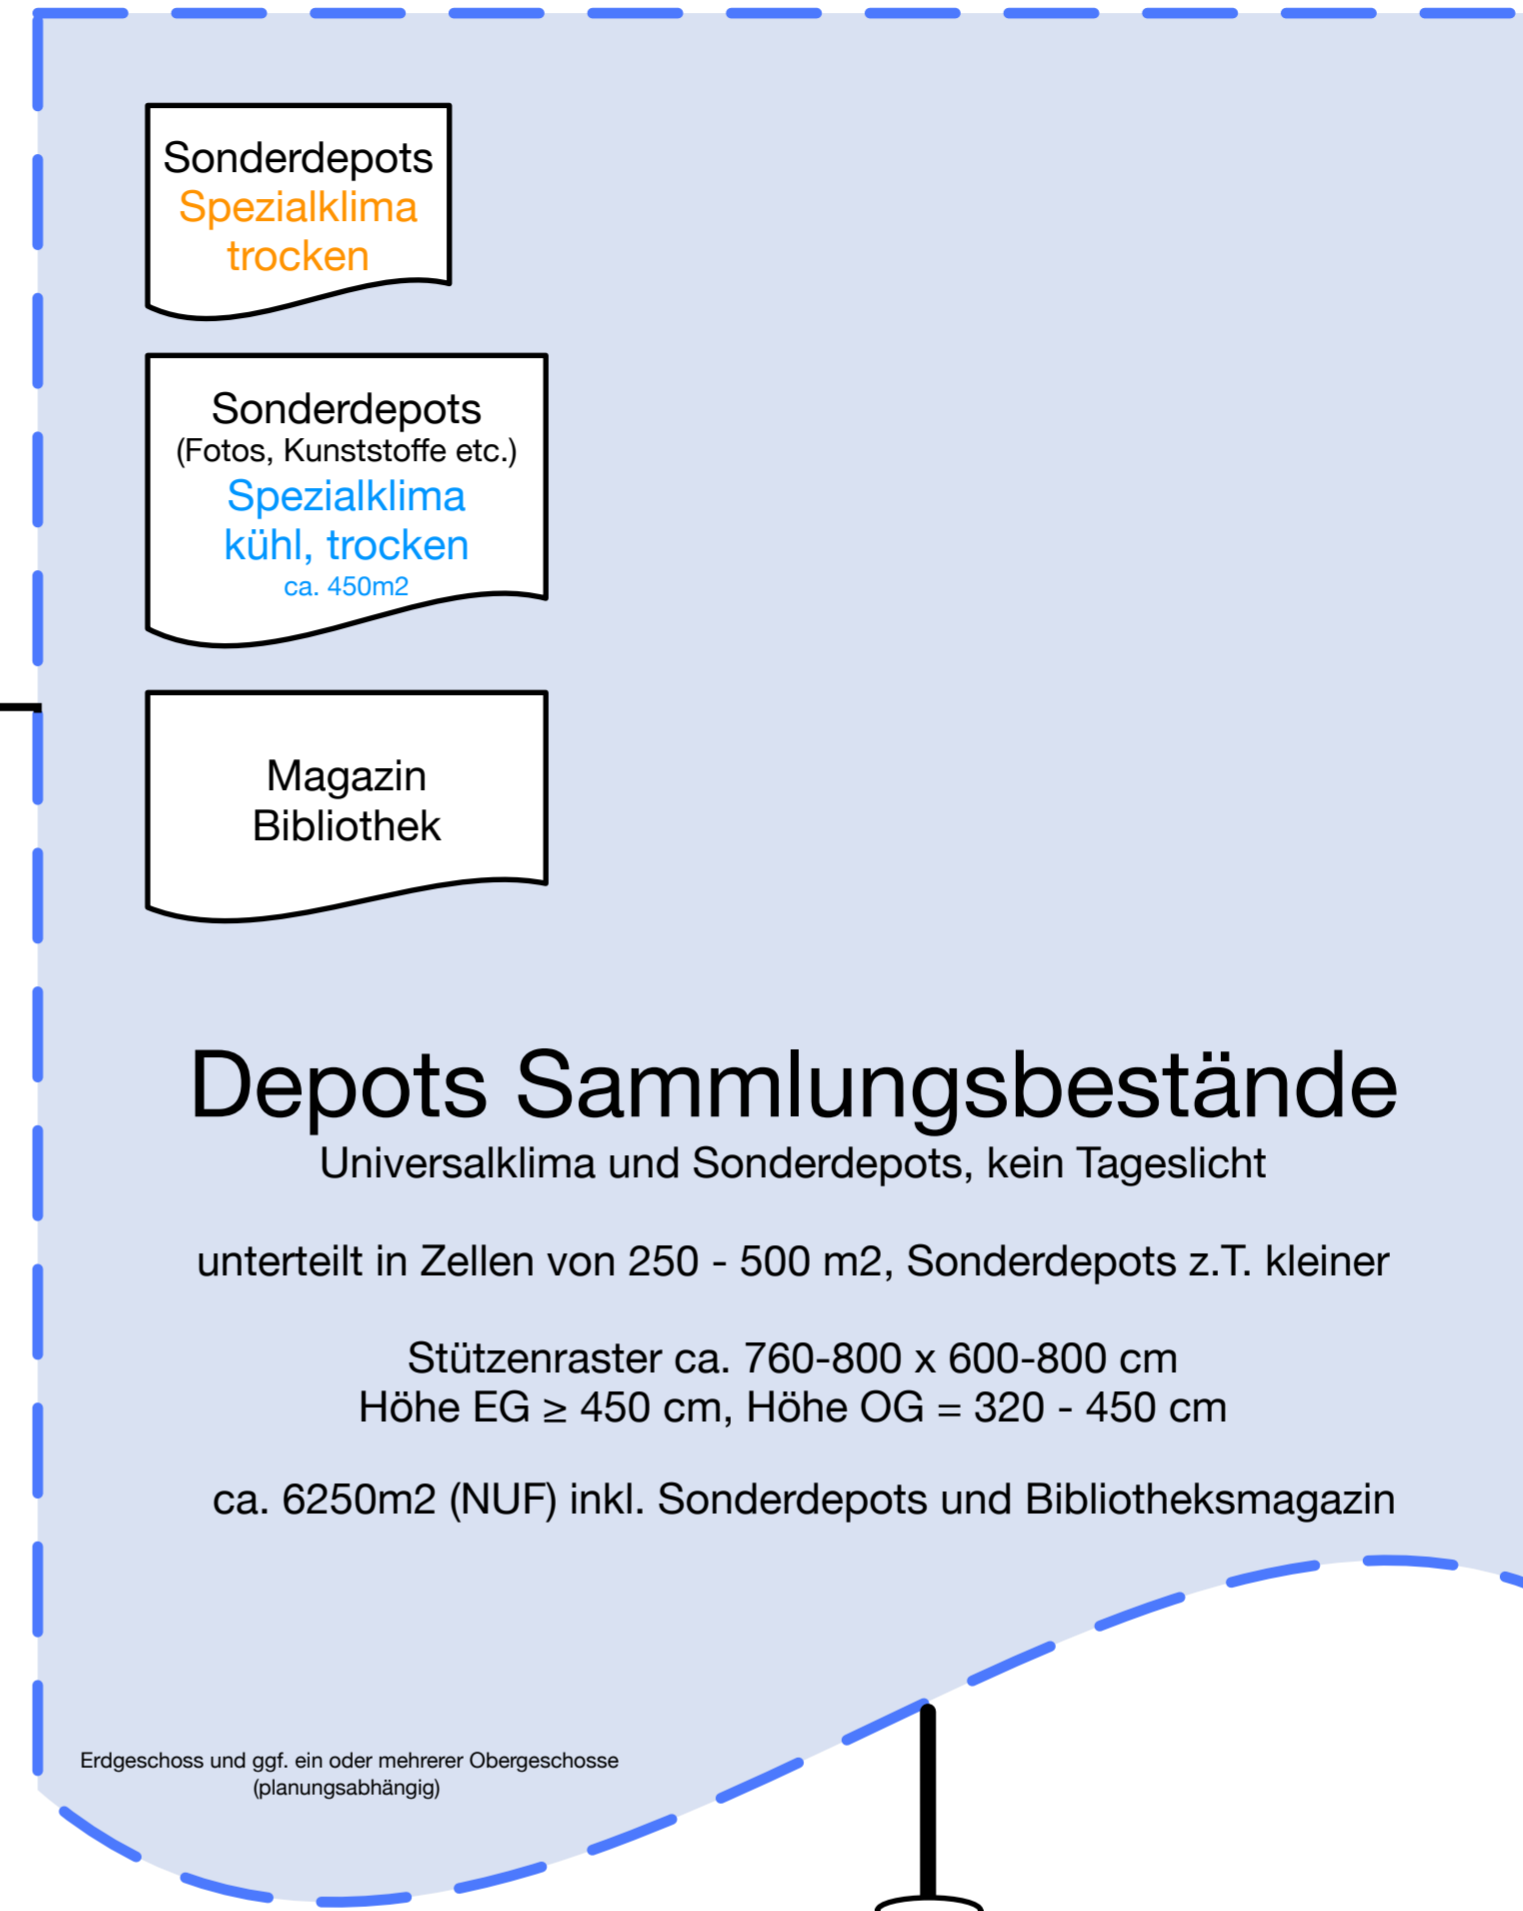 Sonderdepots
Spezialklima
trocken
Sonderdepots
(Fotos, Kunststoffe etc.)
Spezialklima
kühl, trocken
ca. 450m2
Magazin
Bibliothek
Depots Sammlungsbestände
Universalklima und Sonderdepots, kein Tageslicht
unterteilt in Zellen von 250 - 500 m2, Sonderdepots z.T. kleiner
Stützenraster ca. 760-800 x 600-800 cm
Höhe EG ≥ 450 cm, Höhe OG = 320 - 450 cm
ca. 6250m2 (NUF) inkl. Sonderdepots und Bibliotheksmagazin
Erdgeschoss und ggf. ein oder mehrerer Obergeschosse
(planungsabhängig)